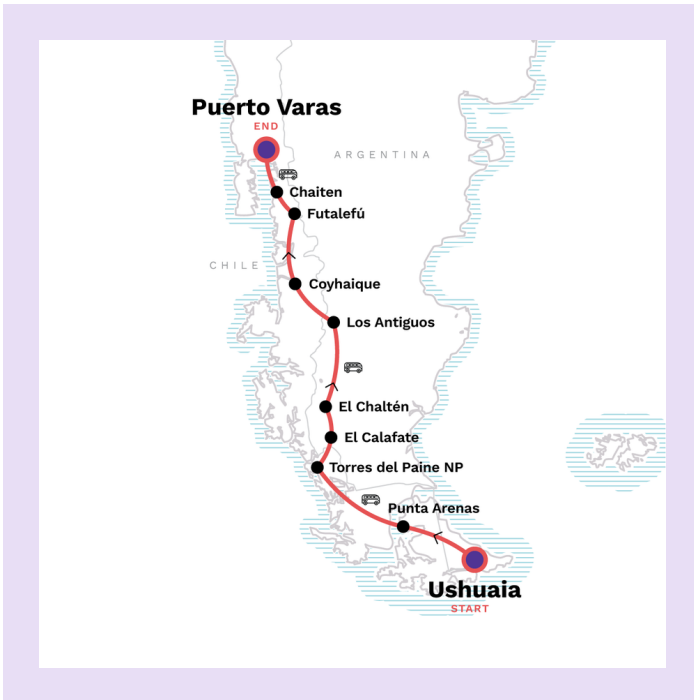 Puerto Varas
END
ARGENTINA
Chaiten
Futalefú
CHILE
Coyhaique
Los Antiguos
El Chaltén
El Calafate
Torres del Paine NP
Punta Arenas
Ushuaia
START